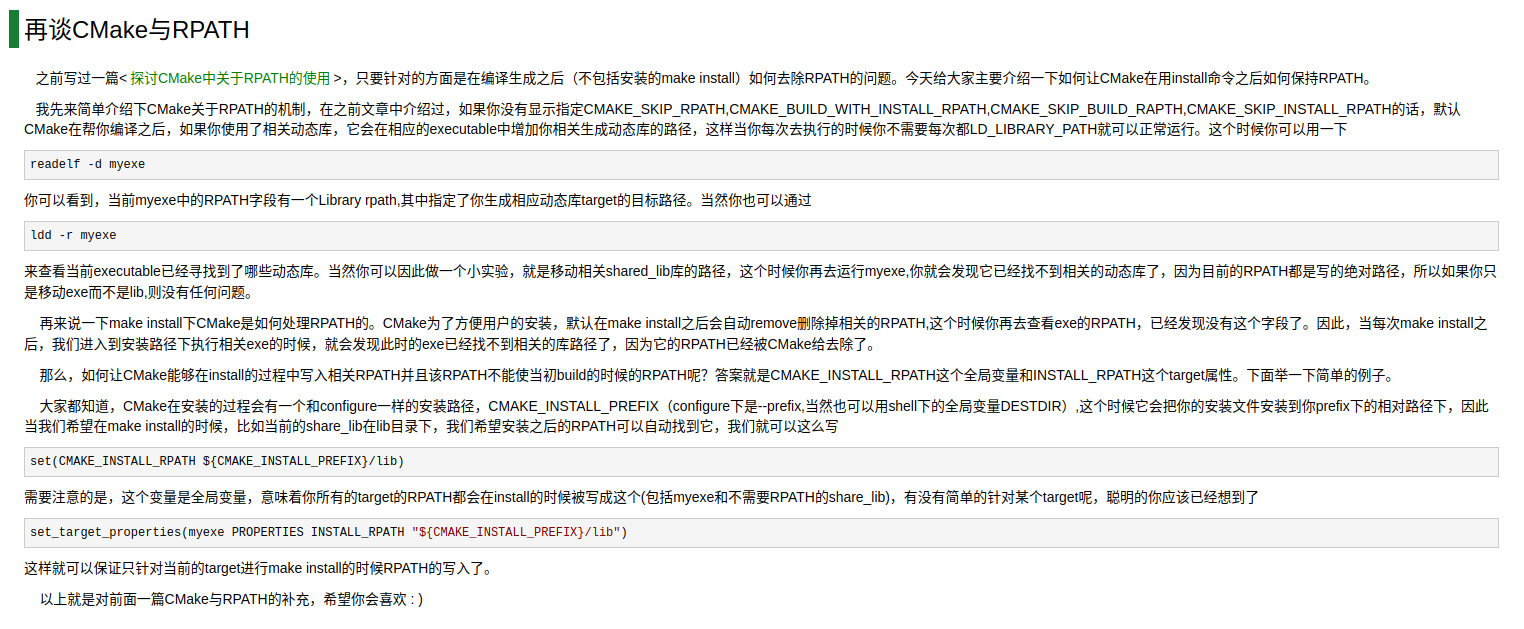 再谈CMake与RPATH
之前写过一篇< 探讨CMake中关于RPATH的使用 >，只要针对的方面是在编译生成之后（不包括安装的make install）如何去除RPATH的问题。今天给大家主要介绍一下如何让CMake在用install命令之后如何保持RPATH。
我先来简单介绍下CMake关于RPATH的机制，在之前文章中介绍过，如果你没有显示指定CMAKE_SKIP_RPATH,CMAKE_BUILD_WITH_INSTALL_RPATH,CMAKE_SKIP_BUILD_RAPTH,CMAKE_SKIP_INSTALL_RPATH的话，默认
CMake在帮你编译之后，如果你使用了相关动态库，它会在相应的executable中增加你相关生成动态库的路径，这样当你每次去执行的时候你不需要每次都LD_LIBRARY_PATH就可以正常运行。这个时候你可以用一下
readelf -d myexe
你可以看到，当前myexe中的RPATH字段有一个Library rpath,其中指定了你生成相应动态库target的目标路径。当然你也可以通过
ldd -r myexe
来查看当前executable已经寻找到了哪些动态库。当然你可以因此做一个小实验，就是移动相关shared_lib库的路径，这个时候你再去运行myexe,你就会发现它已经找不到相关的动态库了，因为目前的RPATH都是写的绝对路径，所以如果你只
是移动exe而不是lib,则没有任何问题。
再来说一下make install下CMake是如何处理RPATH的。CMake为了方便用户的安装，默认在make install之后会自动remove删除掉相关的RPATH,这个时候你再去查看exe的RPATH，已经发现没有这个字段了。因此，当每次make install之
后，我们进入到安装路径下执行相关exe的时候，就会发现此时的exe已经找不到相关的库路径了，因为它的RPATH已经被CMake给去除了。
那么，如何让CMake能够在install的过程中写入相关RPATH并且该RPATH不能使当初build的时候的RPATH呢？答案就是CMAKE_INSTALL_RPATH这个全局变量和INSTALL_RPATH这个target属性。下面举一下简单的例子。
大家都知道，CMake在安装的过程会有一个和configure一样的安装路径，CMAKE_INSTALL_PREFIX（configure下是--prefix,当然也可以用shell下的全局变量DESTDIR）,这个时候它会把你的安装文件安装到你prefix下的相对路径下，因此
当我们希望在make install的时候，比如当前的share_lib在lib目录下，我们希望安装之后的RPATH可以自动找到它，我们就可以这么写
set(CMAKE_INSTALL_RPATH ${CMAKE_INSTALL_PREFIX}/lib)
需要注意的是，这个变量是全局变量，意味着你所有的target的RPATH都会在install的时候被写成这个(包括myexe和不需要RPATH的share_lib)，有没有简单的针对某个target呢，聪明的你应该已经想到了
set_target_properties(myexe PROPERTIES INSTALL_RPATH "${CMAKE_INSTALL_PREFIX}/lib")
这样就可以保证只针对当前的target进行make install的时候RPATH的写入了。
以上就是对前面一篇CMake与RPATH的补充，希望你会喜欢 : )